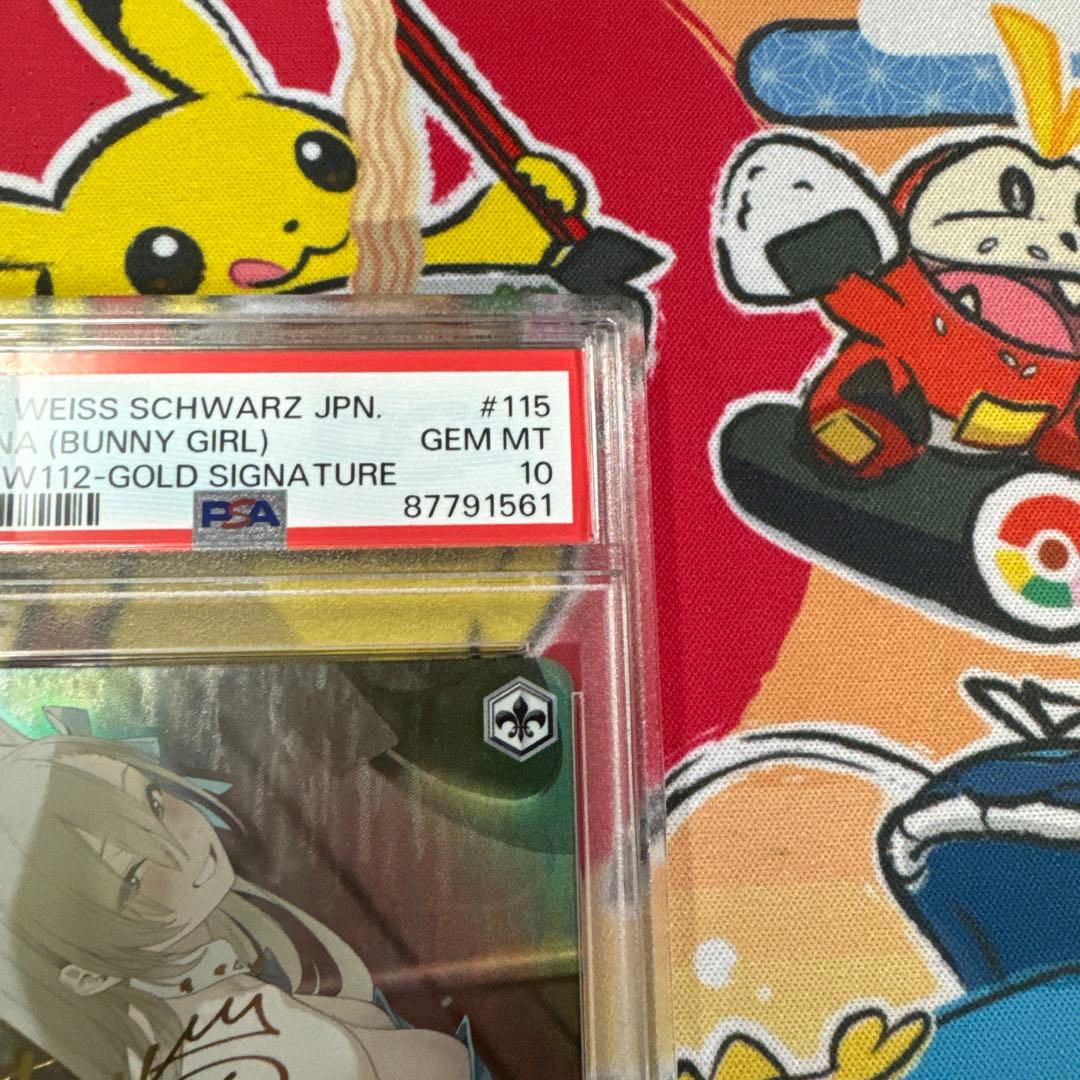 WEISS SCHWARZ JPN. #115
NA (BUNNY GIRL) GEM MT
W112-GOLD SIGNATURE 10
PSA 87791561